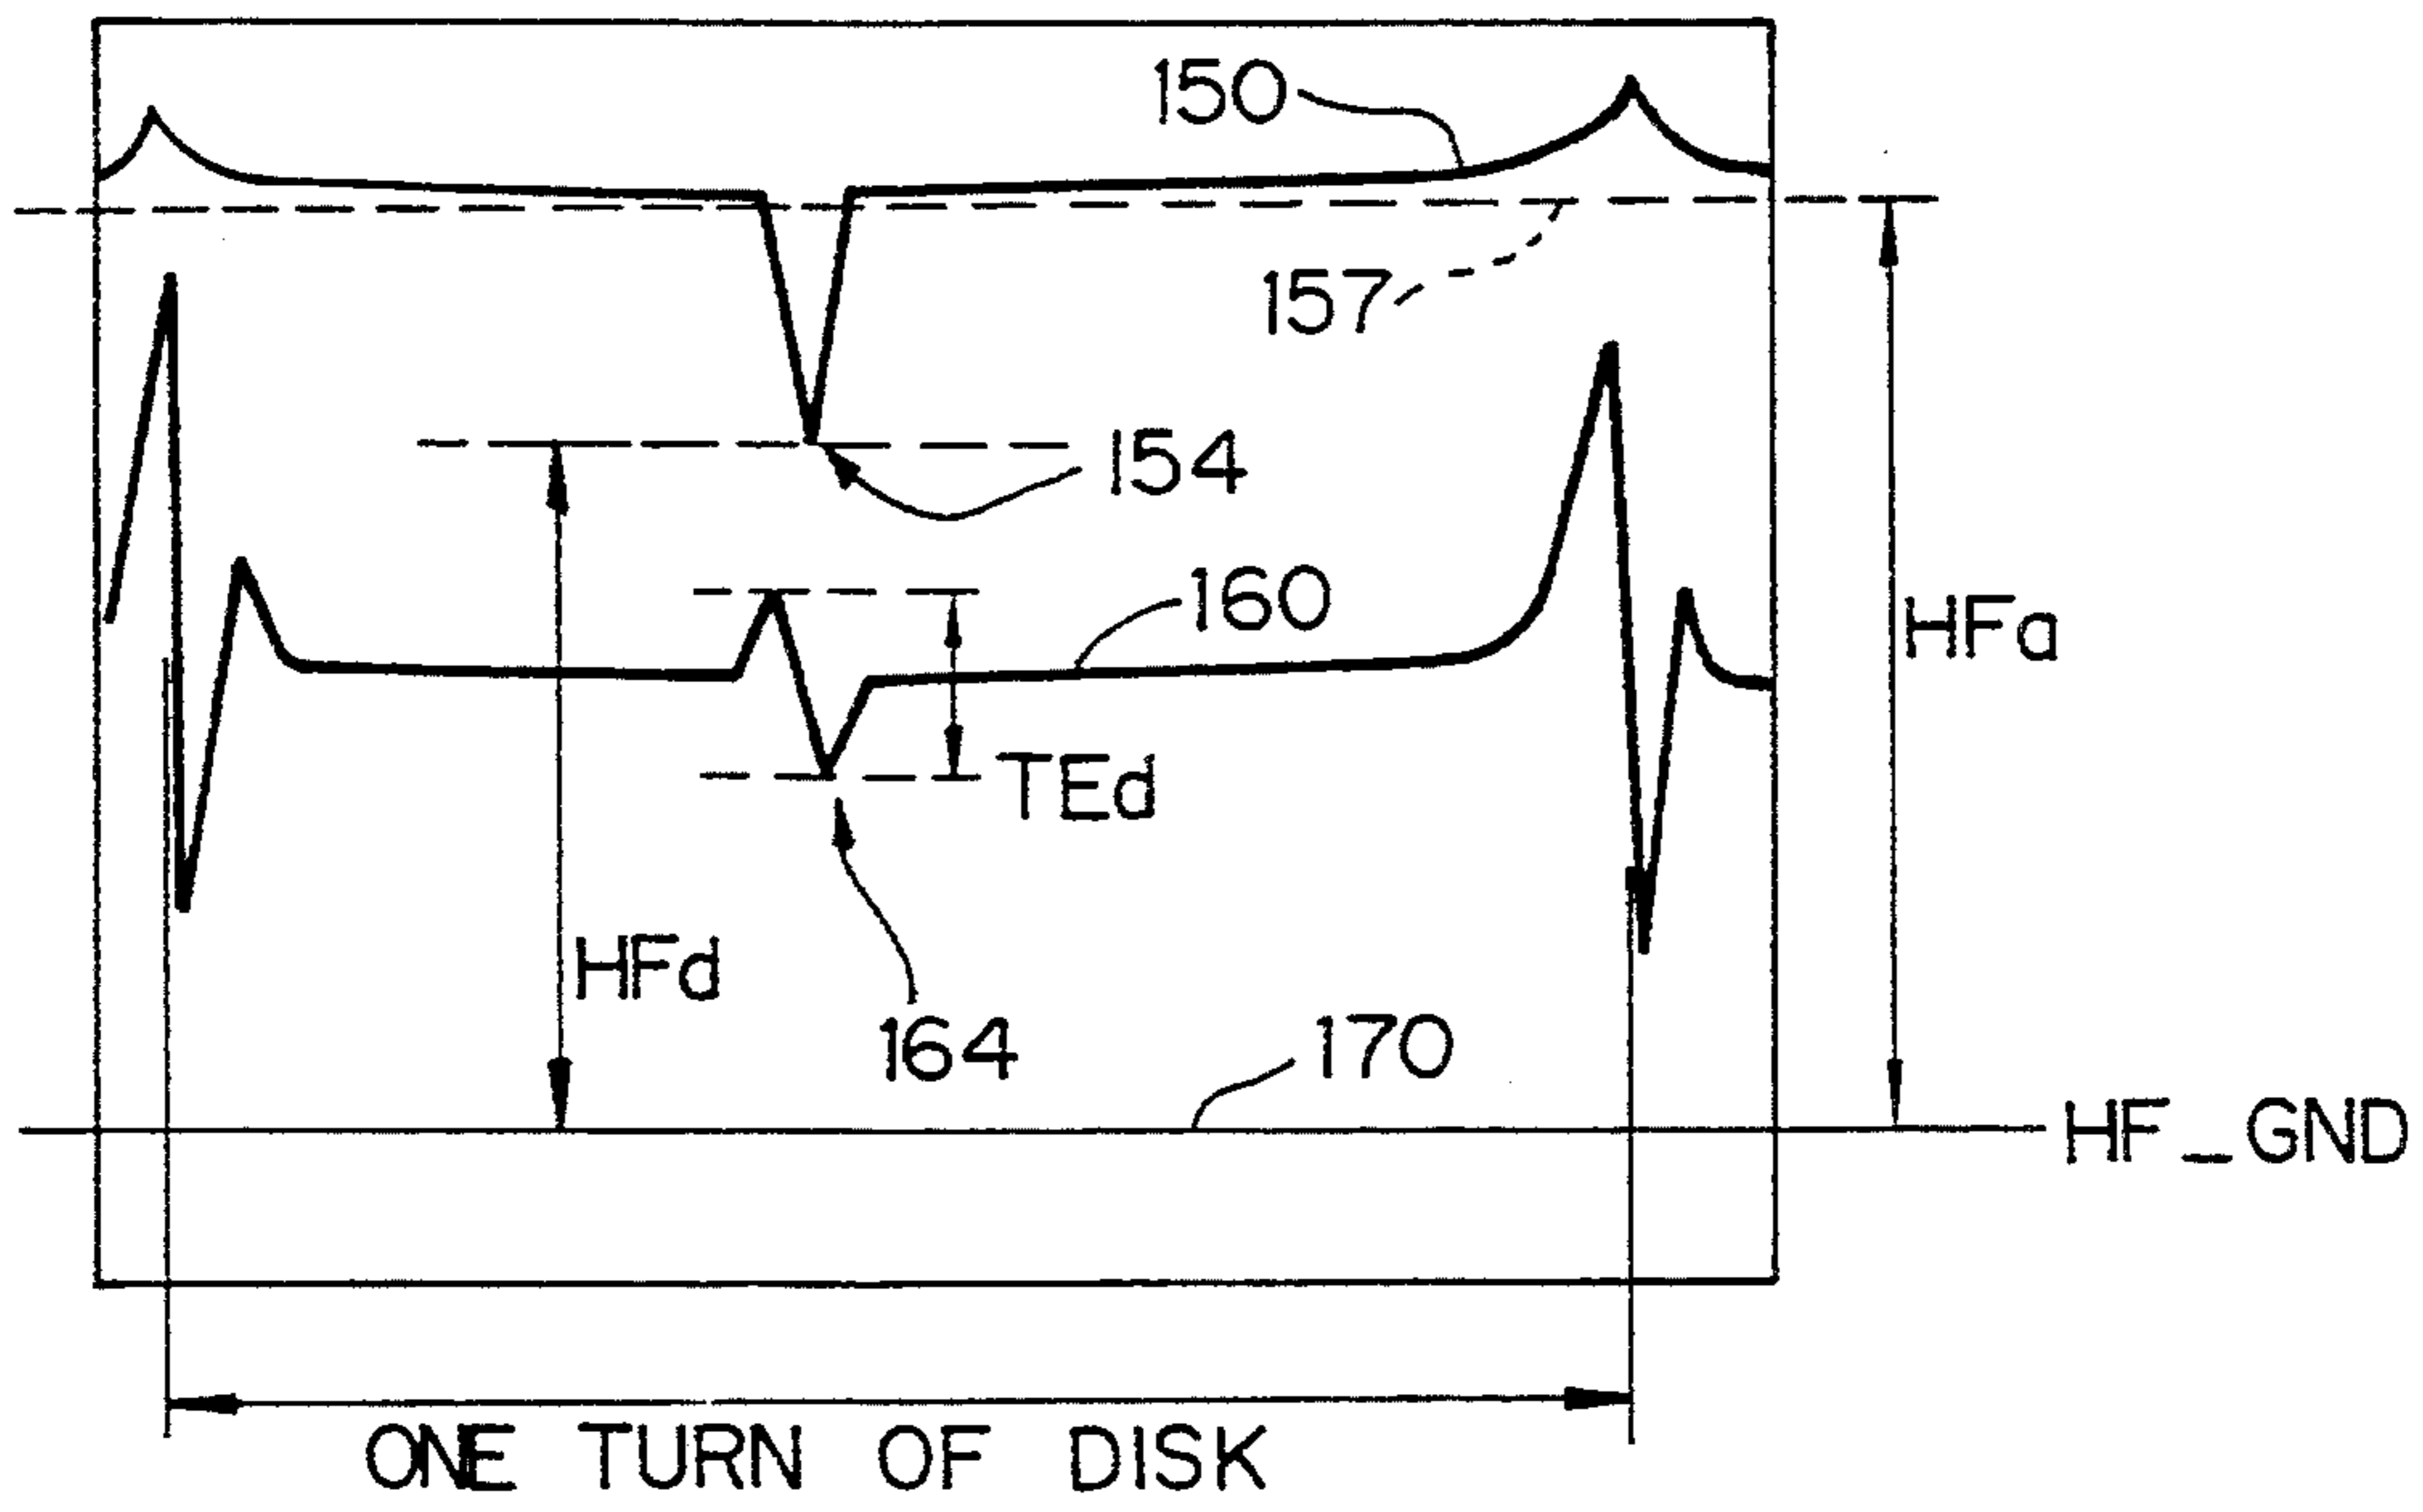 150
157
154
160
HFa
TEd
HFd
164
170
HF_GND
ONE TURN OF DISK